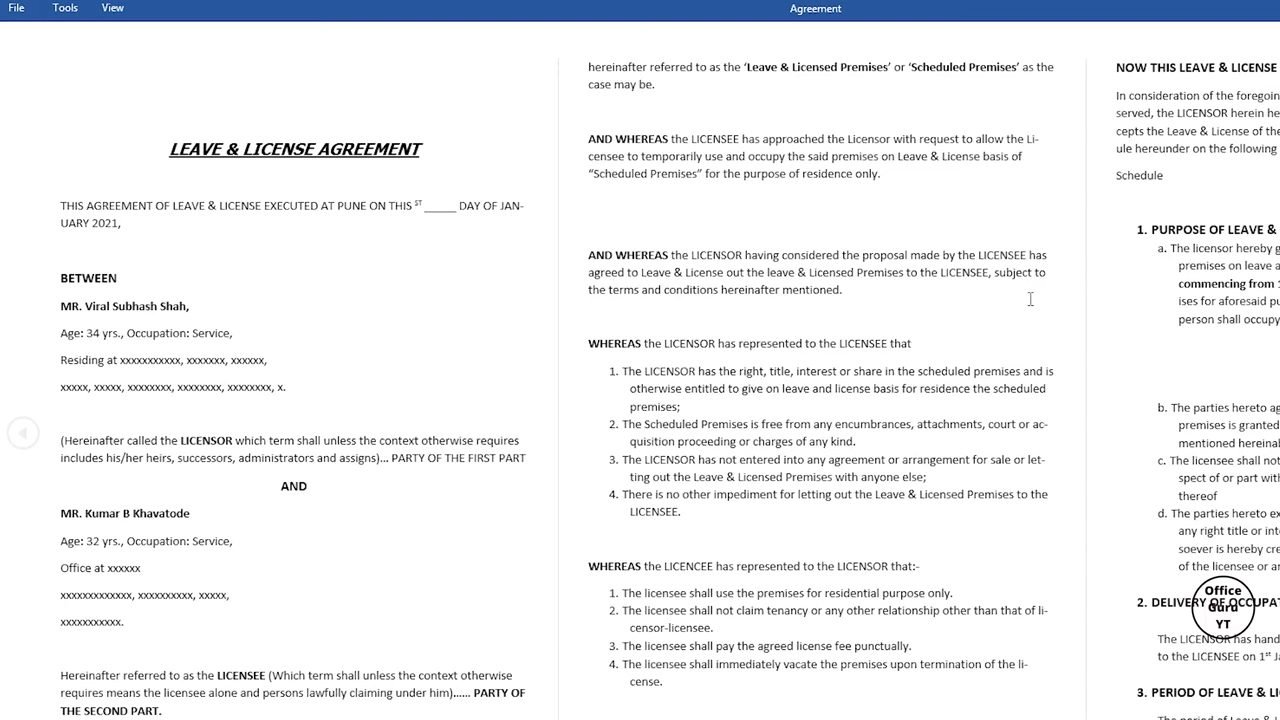 File Tools View
Agreement
LEAVE & LICENSE AGREEMENT
THIS AGREEMENT OF LEAVE & LICENSE EXECUTED AT PUNE ON THIS ST _____ DAY OF JAN-
UARY 2021,
BETWEEN
MR. Viral Subhash Shah,
Age: 34 yrs., Occupation: Service,
Residing at xxxxxxxxxxx, xxxxxxx, xxxxxx,
xxxxx, xxxxx, xxxxxxxx, xxxxxxxx, xxxxxxxx, x.
(Hereinafter called the LICENSOR which term shall unless the context otherwise requires
includes his/her heirs, successors, administrators and assigns)... PARTY OF THE FIRST PART
AND
MR. Kumar B Khavatode
Age: 32 yrs., Occupation: Service,
Office at xxxxxx
xxxxxxxxxxxxx, xxxxxxxxxx, xxxxx,
xxxxxxxxxxx.
Hereinafter referred to as the LICENSEE (Which term shall unless the context otherwise
requires means the licensee alone and persons lawfully claiming under him)...... PARTY OF
THE SECOND PART.
hereinafter referred to as the ‘Leave & Licensed Premises’ or ‘Scheduled Premises’ as the
case may be.
AND WHEREAS the LICENSEE has approached the Licensor with request to allow the Li-
censee to temporarily use and occupy the said premises on Leave & License basis of
“Scheduled Premises” for the purpose of residence only.
AND WHEREAS the LICENSOR having considered the proposal made by the LICENSEE has
agreed to Leave & License out the leave & Licensed Premises to the LICENSEE, subject to
the terms and conditions hereinafter mentioned.
WHEREAS the LICENSOR has represented to the LICENSEE that
1. The LICENSOR has the right, title, interest or share in the scheduled premises and is
otherwise entitled to give on leave and license basis for residence the scheduled
premises;
2. The Scheduled Premises is free from any encumbrances, attachments, court or ac-
quisition proceeding or charges of any kind.
3. The LICENSOR has not entered into any agreement or arrangement for sale or let-
ting out the Leave & Licensed Premises with anyone else;
4. There is no other impediment for letting out the Leave & Licensed Premises to the
LICENSEE.
WHEREAS the LICENCEE has represented to the LICENSOR that:-
1. The licensee shall use the premises for residential purpose only.
2. The licensee shall not claim tenancy or any other relationship other than that of li-
censor-licensee.
3. The licensee shall pay the agreed license fee punctually.
4. The licensee shall immediately vacate the premises upon termination of the li-
cense.
NOW THIS LEAVE & LICENSE
In consideration of the foregoin
served, the LICENSOR herein he
cepts the Leave & License of the
ule hereunder on the following
Schedule
1. PURPOSE OF LEAVE &
a. The licensor hereby g
premises on leave a
commencing from 1
ises for aforesaid pu
person shall occupy
b. The parties hereto ag
premises is granted
mentioned hereinab
c. The licensee shall not
spect of or part with
thereof
d. The parties hereto ex
any right title or inte
soever is hereby cre
of the licensee or an
2. DELIVERY OF OCCUPAT
The LICENSOR has hand
to the LICENSEE on 1st Ja
3. PERIOD OF LEAVE & LI
Office
Guru
YT